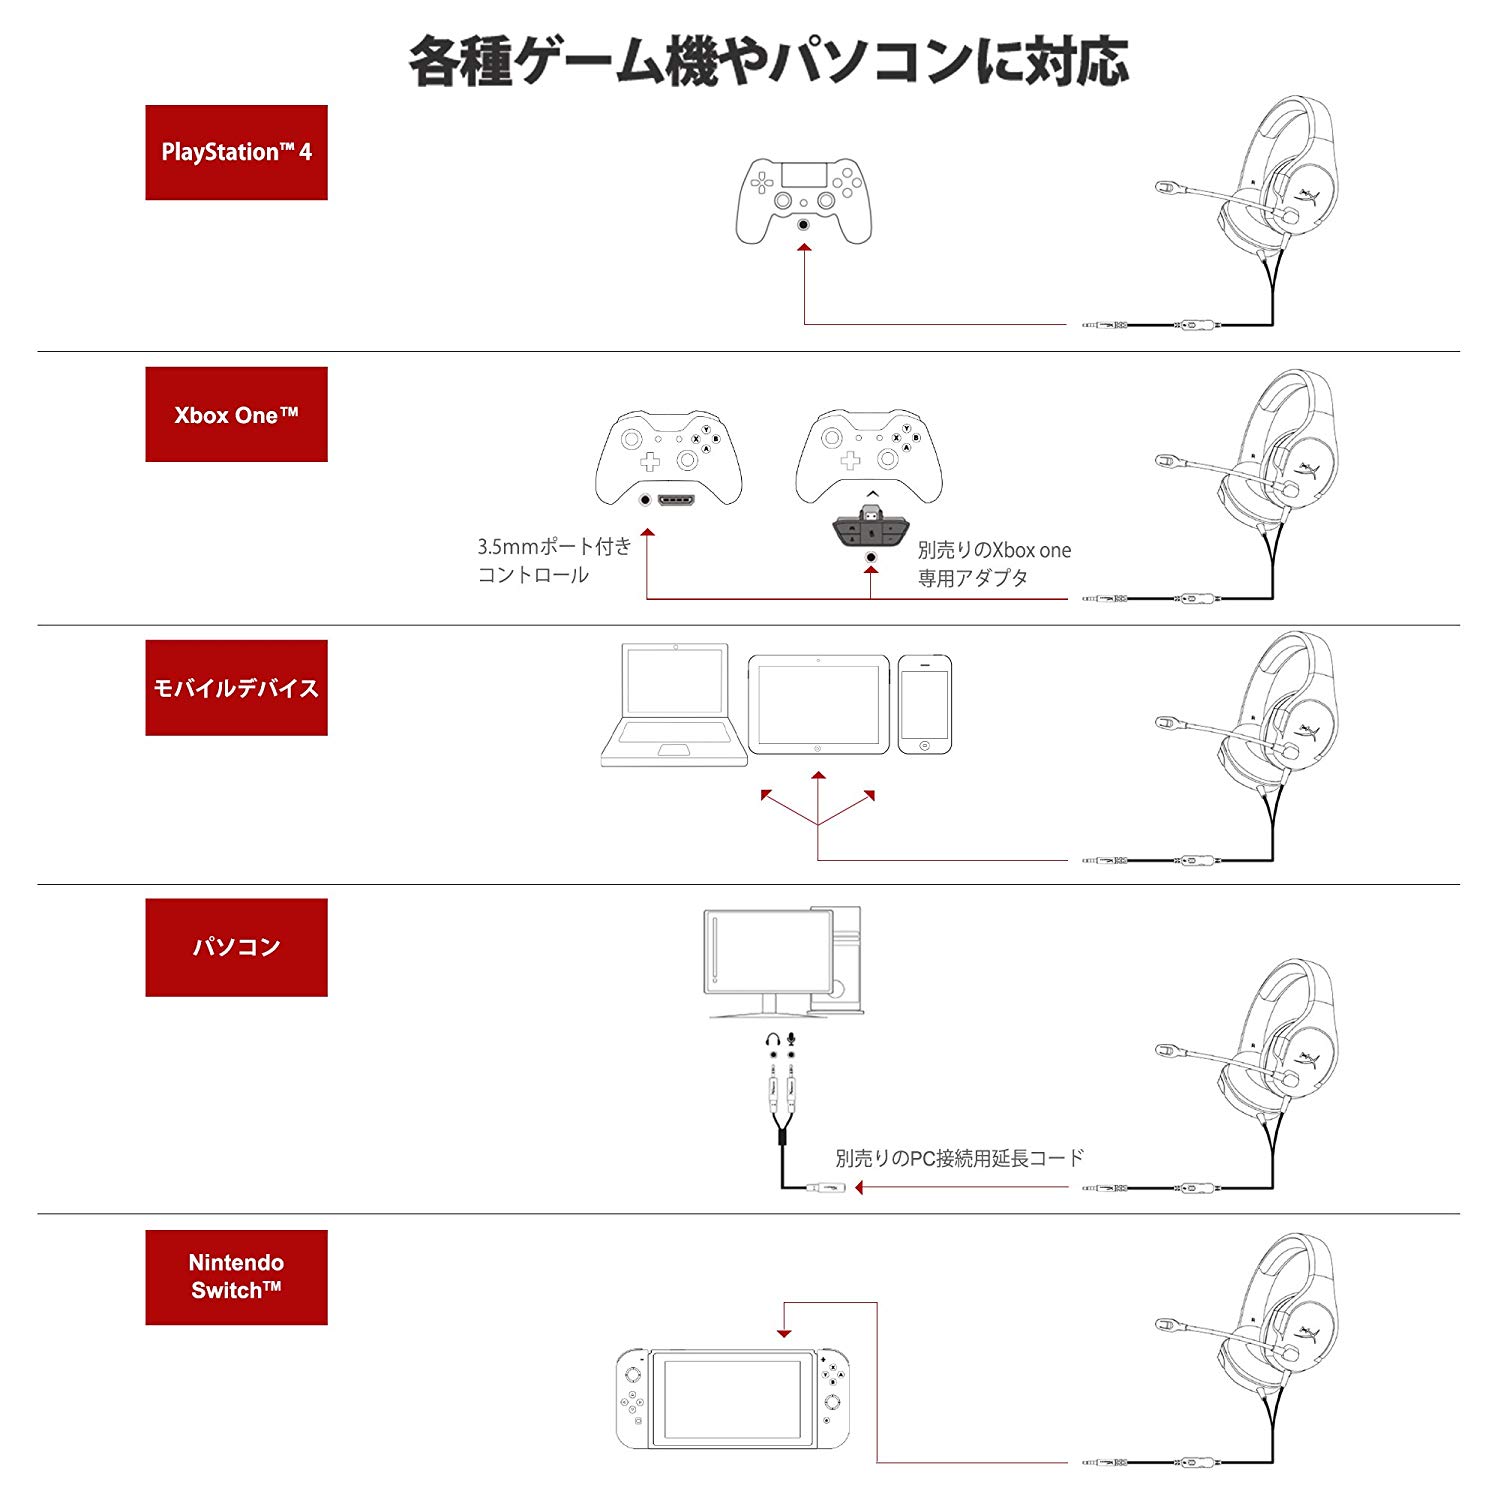 各種ゲーム機やパソコンに対応
PlayStation™ 4
Xbox One™
3.5mmポート付き
コントロール
別売りのXbox one
専用アダプタ
モバイルデバイス
パソコン
別売りのPC接続用延長コード
Nintendo
Switch™